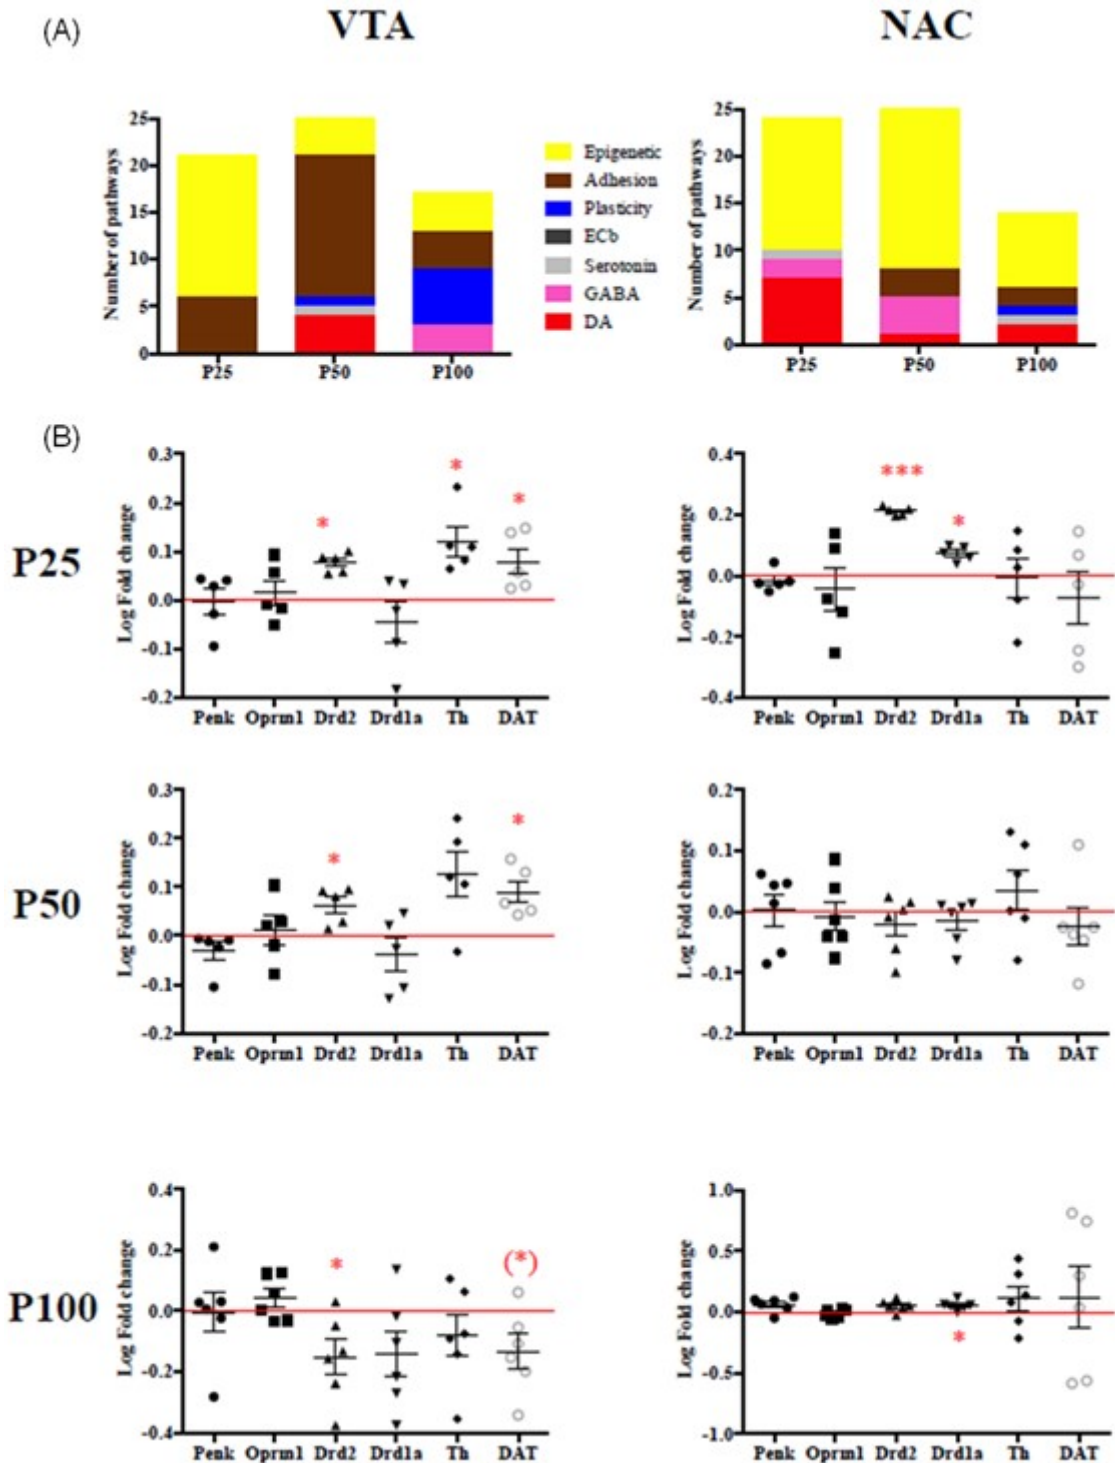 (A)
VTA
NAC
Number of pathways
25
20
15
10
5
0
P25
P50
P100
Epigenetic
Adhesion
Plasticity
ECb
Serotonin
GABA
DA
Number of pathways
25
20
15
10
5
0
P25
P50
P100
(B)
P25
Log Fold change
0.3
0.2
0.1
0.0
-0.1
-0.2
* * *
Penk Oprm1 Drd2 Drd1a Th DAT
Log Fold change
0.4
0.2
0.0
-0.2
-0.4
*** *
Penk Oprm1 Drd2 Drd1a Th DAT
P50
Log Fold change
0.3
0.2
0.1
0.0
-0.1
-0.2
* *
Penk Oprm1 Drd2 Drd1a Th DAT
Log Fold change
0.2
0.1
0.0
-0.1
-0.2
Penk Oprm1 Drd2 Drd1a Th DAT
P100
Log Fold change
0.4
0.2
0.0
-0.2
-0.4
* (*)
Penk Oprm1 Drd2 Drd1a Th DAT
Log Fold change
1.0
0.5
0.0
-0.5
-1.0
*
Penk Oprm1 Drd2 Drd1a Th DAT